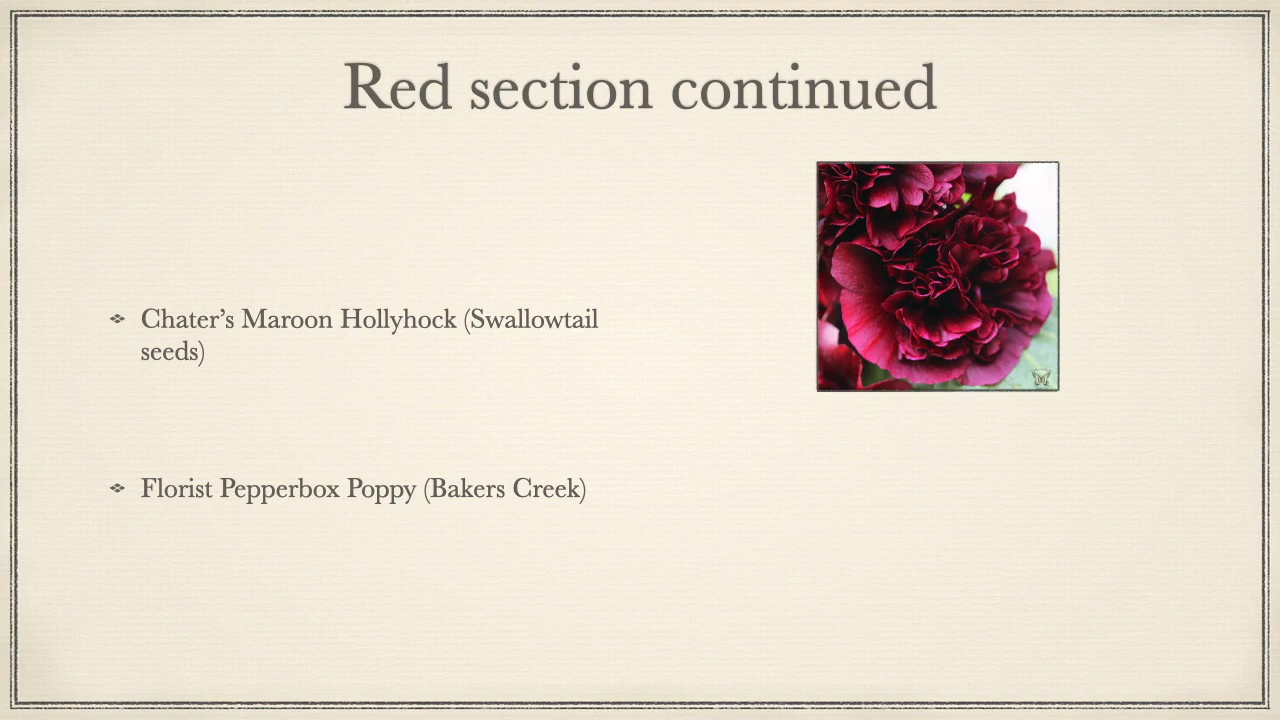 Red section continued
Chater’s Maroon Hollyhock (Swallowtail
seeds)
Florist Pepperbox Poppy (Bakers Creek)